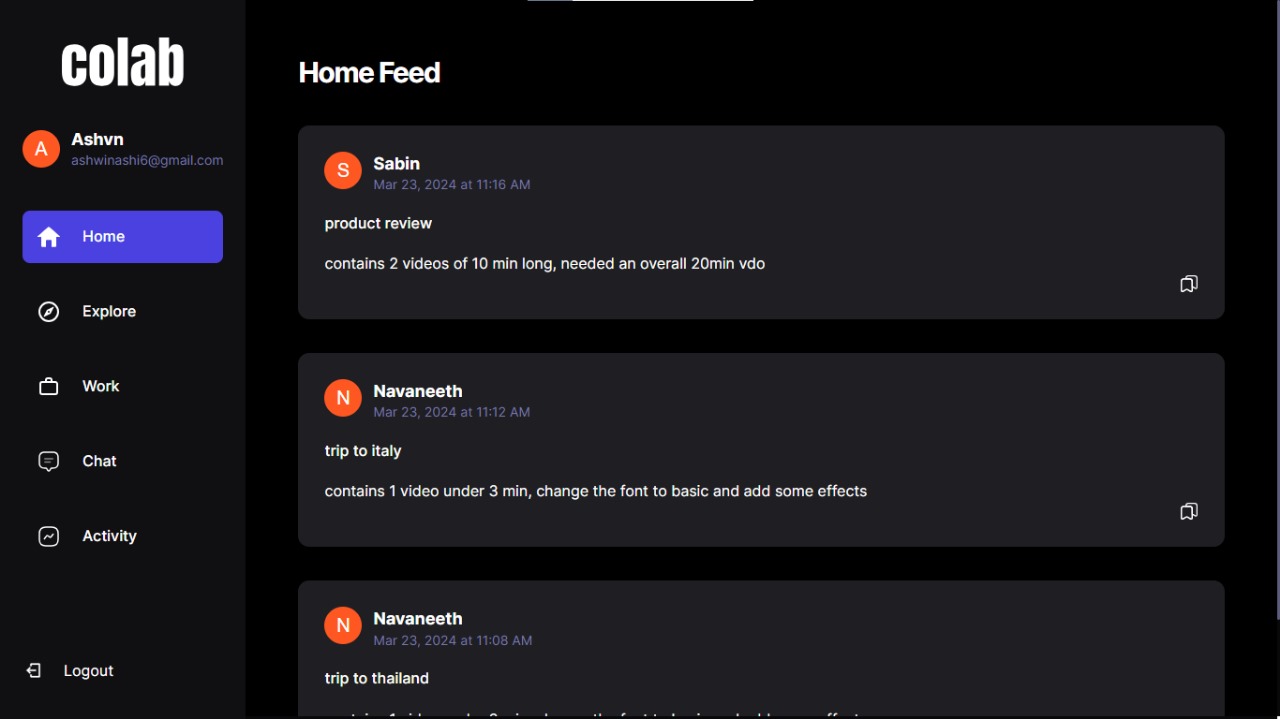 colab
A
Ashvn
ashwinashi6@gmail.com
Home
Explore
Work
Chat
Activity
Logout
Home Feed
S
Sabin
Mar 23, 2024 at 11:16 AM
product review
contains 2 videos of 10 min long, needed an overall 20min vdo
N
Navaneeth
Mar 23, 2024 at 11:12 AM
trip to italy
contains 1 video under 3 min, change the font to basic and add some effects
N
Navaneeth
Mar 23, 2024 at 11:08 AM
trip to thailand